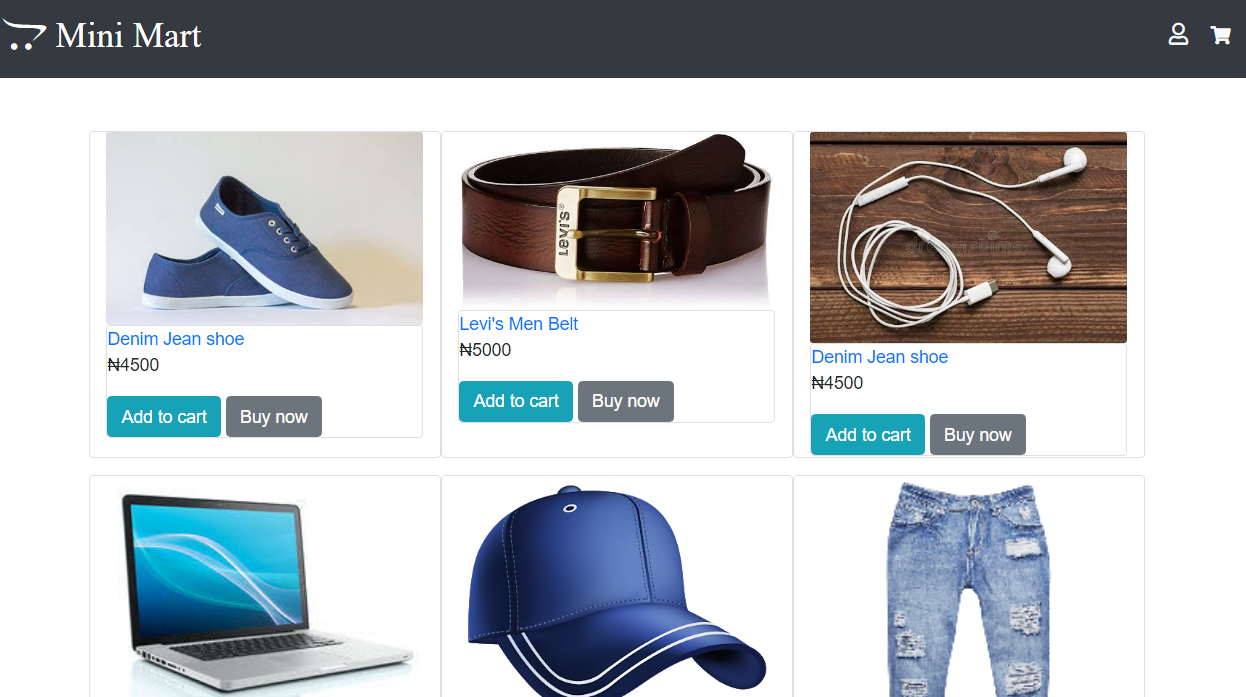 Mini Mart
LEVI'S®
Denim Jean shoe
₦4500
Add to cart Buy now
Levi's Men Belt
₦5000
Add to cart Buy now
Denim Jean shoe
₦4500
Add to cart Buy now